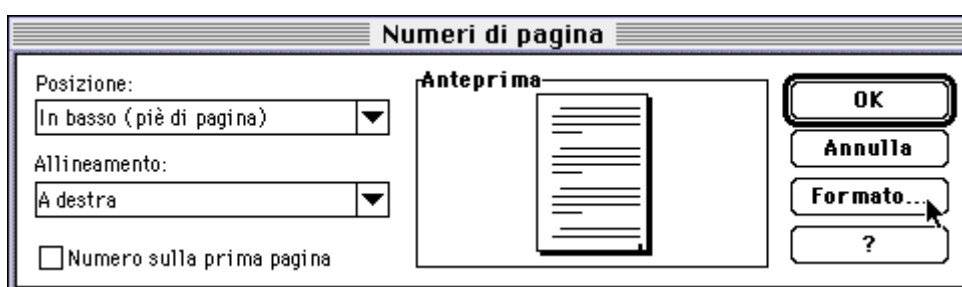 Numeri di pagina
Posizione:
In basso (piè di pagina)
Allineamento:
A destra
Numero sulla prima pagina
Anteprima
OK
Annulla
Formato...
?